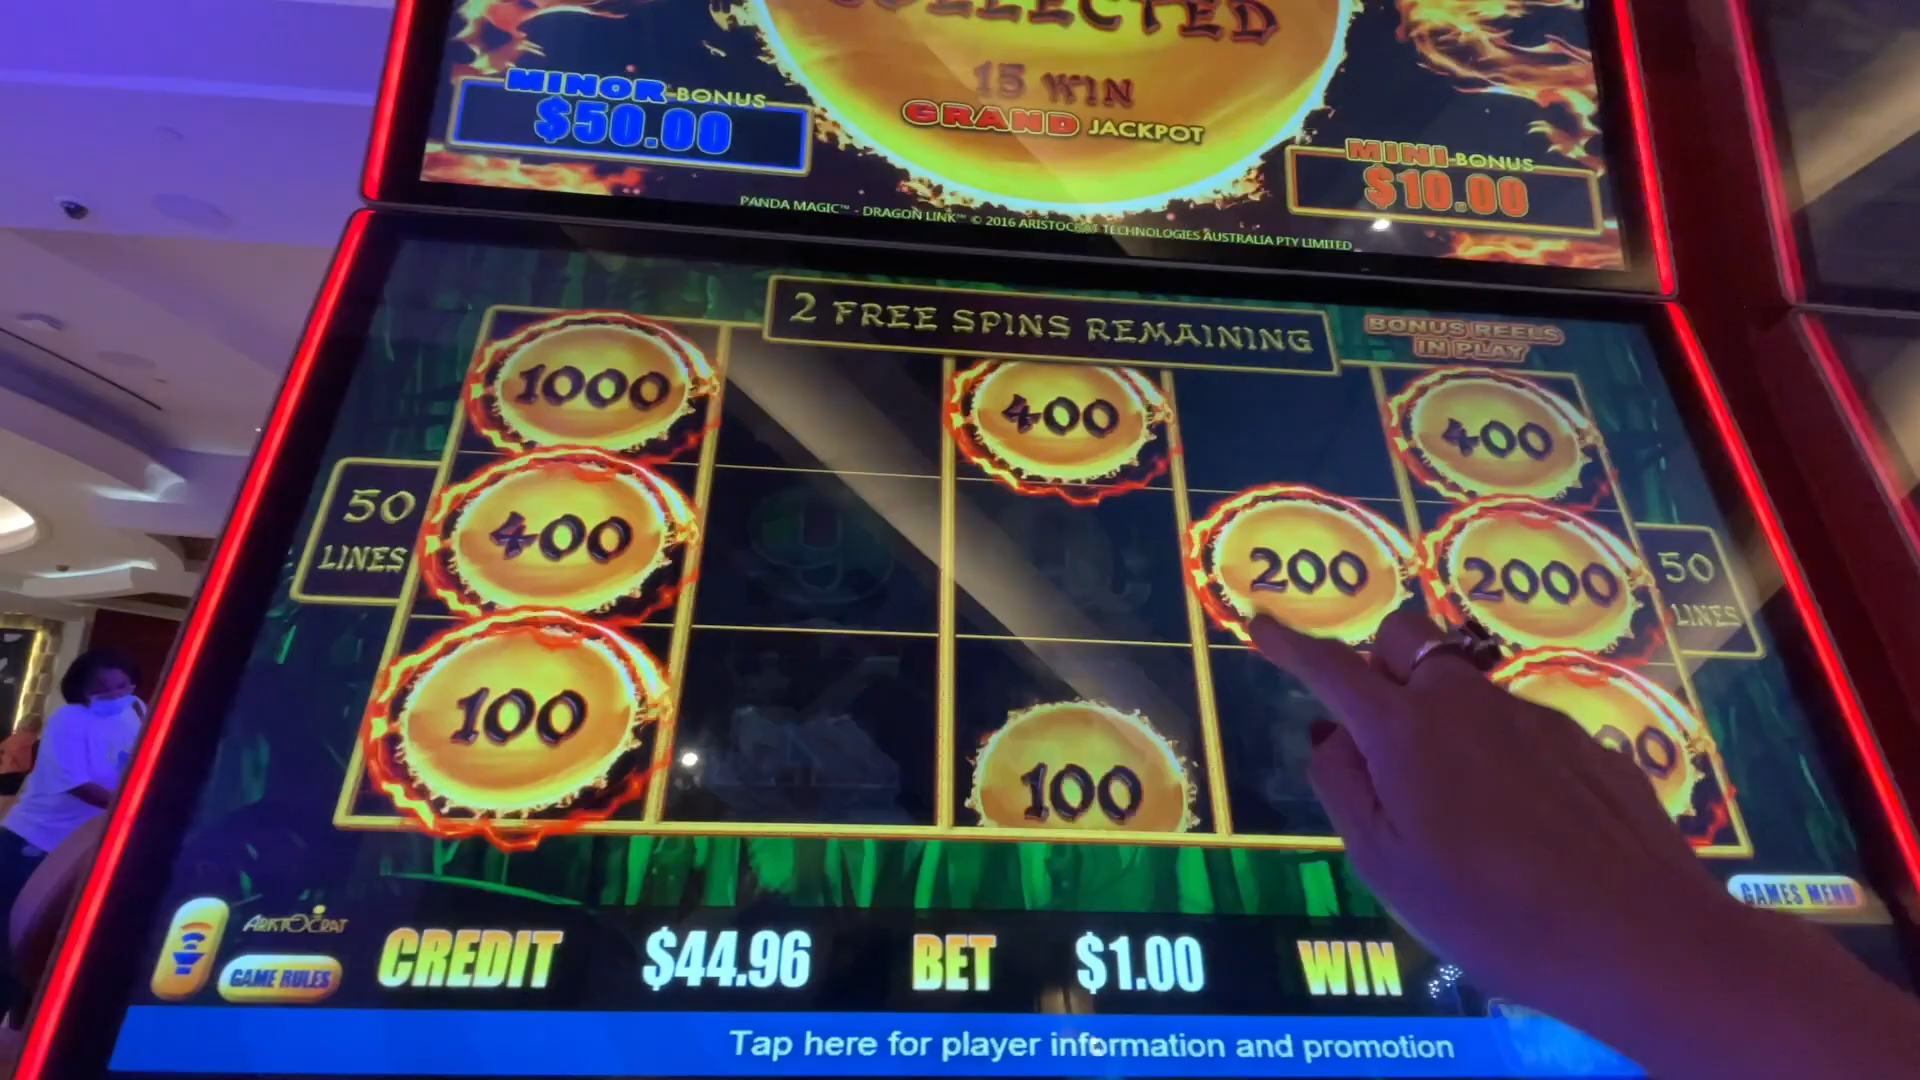 COLLECTED
15 WIN
GRAND JACKPOT
MINOR BONUS
$50.00
MINI BONUS
$10.00
PANDA MAGIC™ - DRAGON LINK™ © 2016 ARISTOCRAT TECHNOLOGIES AUSTRALIA PTY LIMITED
2 FREE SPINS REMAINING
BONUS REELS
IN PLAY
1000
400
400
50
LINES
400
200
2000
50
LINES
100
100
ARISTOCRAT
GAME RULES
GAMES MENU
CREDIT $44.96 BET $1.00 WIN
Tap here for player information and promotion